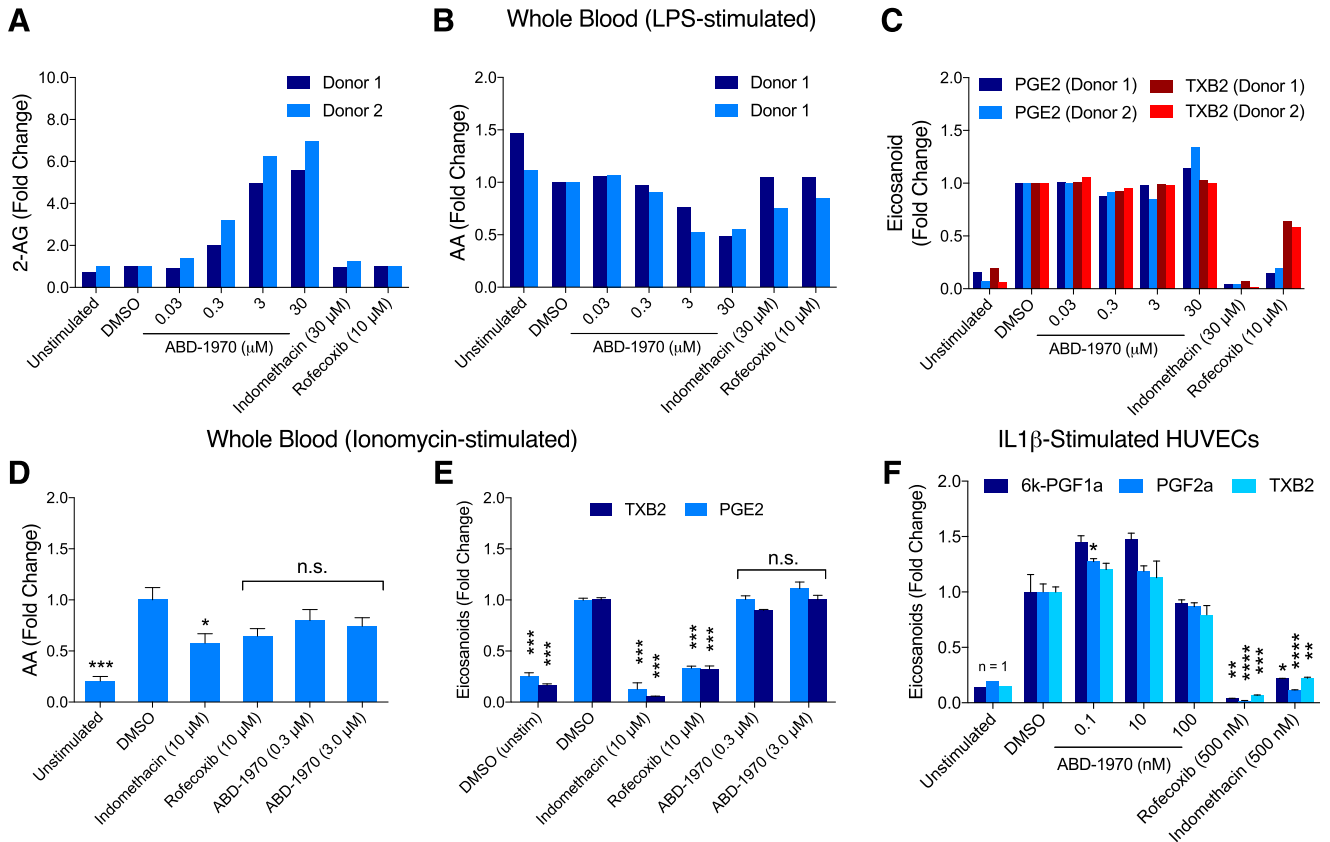 A
B
Whole Blood (LPS-stimulated)
C
2-AG (Fold Change)
10.0
8.0
6.0
4.0
2.0
0.0
Donor 1
Donor 2
Unstimulated
DMSO
0.03
0.3
3
30
Indomethacin (30 μM)
Rofecoxib (10 μM)
ABD-1970 (μM)
AA (Fold Change)
2.0
1.5
1.0
0.5
0.0
Donor 1
Donor 1
Unstimulated
DMSO
0.03
0.3
3
30
Indomethacin (30 μM)
Rofecoxib (10 μM)
ABD-1970 (μM)
Eicosanoid
(Fold Change)
2.0
1.5
1.0
0.5
0.0
PGE2 (Donor 1)
TXB2 (Donor 1)
PGE2 (Donor 2)
TXB2 (Donor 2)
Unstimulated
DMSO
0.03
0.3
3
30
Indomethacin (30 μM)
Rofecoxib (10 μM)
ABD-1970 (μM)
Whole Blood (Ionomycin-stimulated)
IL1β-Stimulated HUVECs
D
E
F
AA (Fold Change)
2.0
1.5
1.0
0.5
0.0
***
*
n.s.
Unstimulated
DMSO
Indomethacin (10 μM)
Rofecoxib (10 μM)
ABD-1970 (0.3 μM)
ABD-1970 (3.0 μM)
Eicosanoids (Fold Change)
2.0
1.5
1.0
0.5
0.0
TXB2
PGE2
***
***
***
***
***
***
n.s.
DMSO (unstim)
DMSO
Indomethacin (10 μM)
Rofecoxib (10 μM)
ABD-1970 (0.3 μM)
ABD-1970 (3.0 μM)
Eicosanoids (Fold Change)
2.0
1.5
1.0
0.5
0.0
6k-PGF1a
PGF2a
TXB2
n = 1
*
**
****
***
*
****
**
Unstimulated
DMSO
0.1
10
100
Rofecoxib (500 nM)
Indomethacin (500 nM)
ABD-1970 (nM)